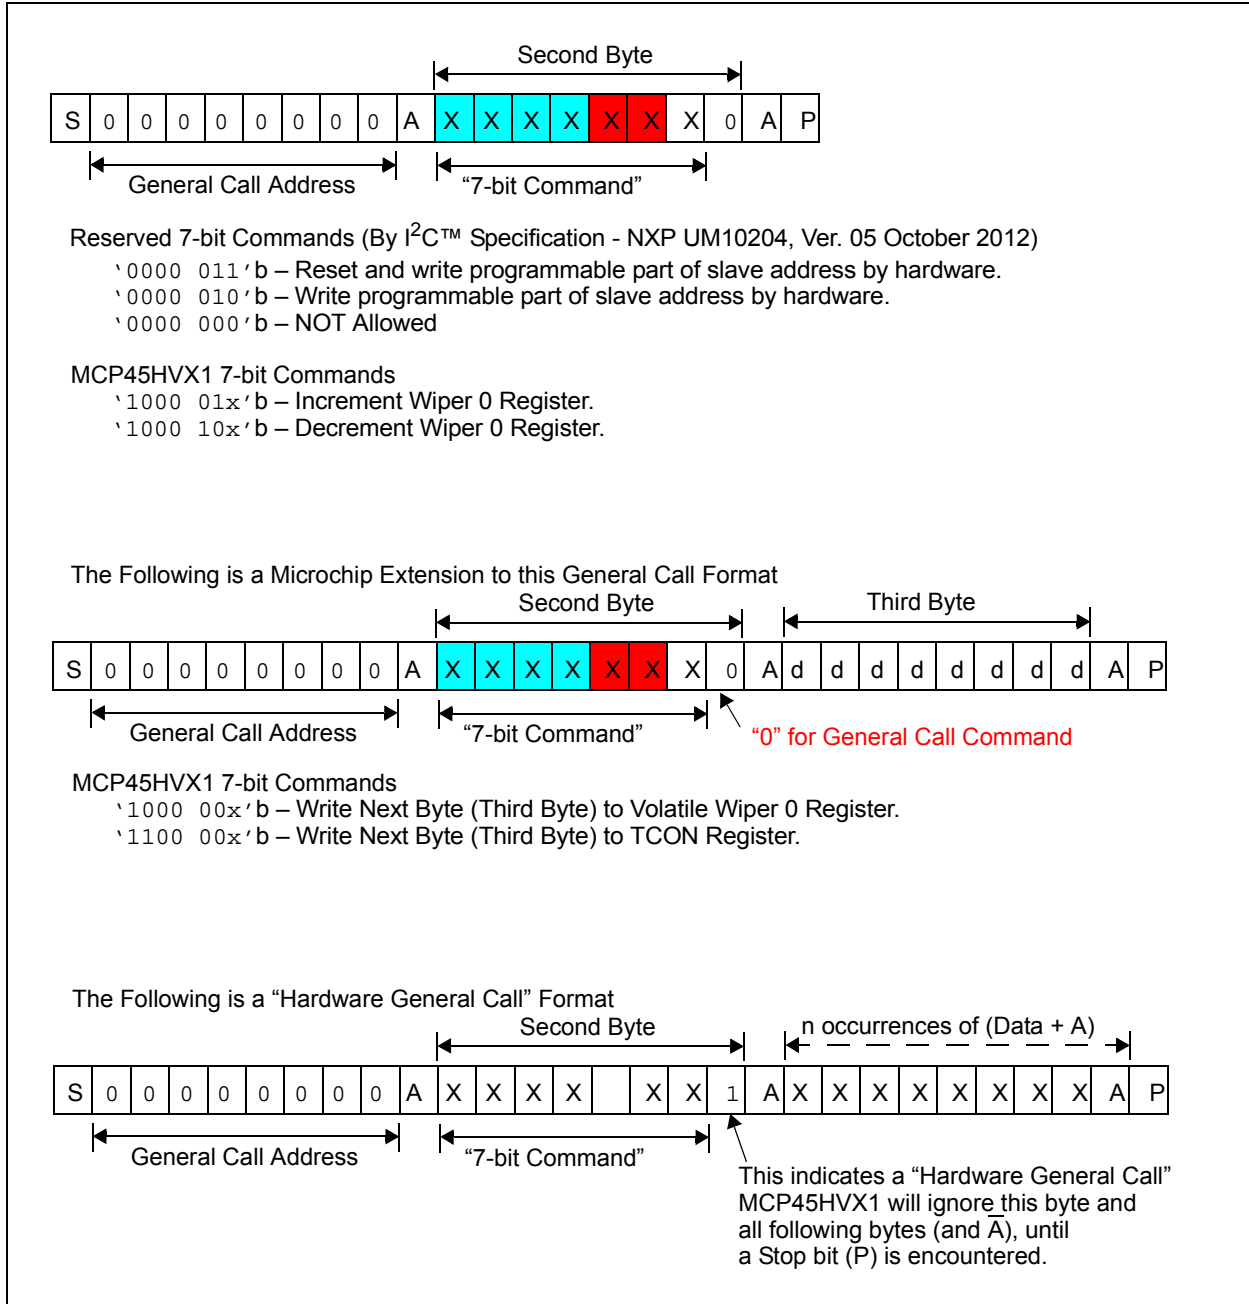 Second Byte
S 0 0 0 0 0 0 0 0 A X X X X X X X 0 A P
General Call Address “7-bit Command”
Reserved 7-bit Commands (By I²C™ Specification - NXP UM10204, Ver. 05 October 2012)
‘0000 011’b – Reset and write programmable part of slave address by hardware.
‘0000 010’b – Write programmable part of slave address by hardware.
‘0000 000’b – NOT Allowed
MCP45HVX1 7-bit Commands
‘1000 01x’b – Increment Wiper 0 Register.
‘1000 10x’b – Decrement Wiper 0 Register.
The Following is a Microchip Extension to this General Call Format
Second Byte Third Byte
S 0 0 0 0 0 0 0 0 A X X X X X X X 0 A d d d d d d d d A P
General Call Address “7-bit Command” “0” for General Call Command
MCP45HVX1 7-bit Commands
‘1000 00x’b – Write Next Byte (Third Byte) to Volatile Wiper 0 Register.
‘1100 00x’b – Write Next Byte (Third Byte) to TCON Register.
The Following is a “Hardware General Call” Format
Second Byte n occurrences of (Data + A)
S 0 0 0 0 0 0 0 0 A X X X X X X 1 A X X X X X X X X A P
General Call Address “7-bit Command”
This indicates a “Hardware General Call”
MCP45HVX1 will ignore this byte and
all following bytes (and A̅), until
a Stop bit (P) is encountered.